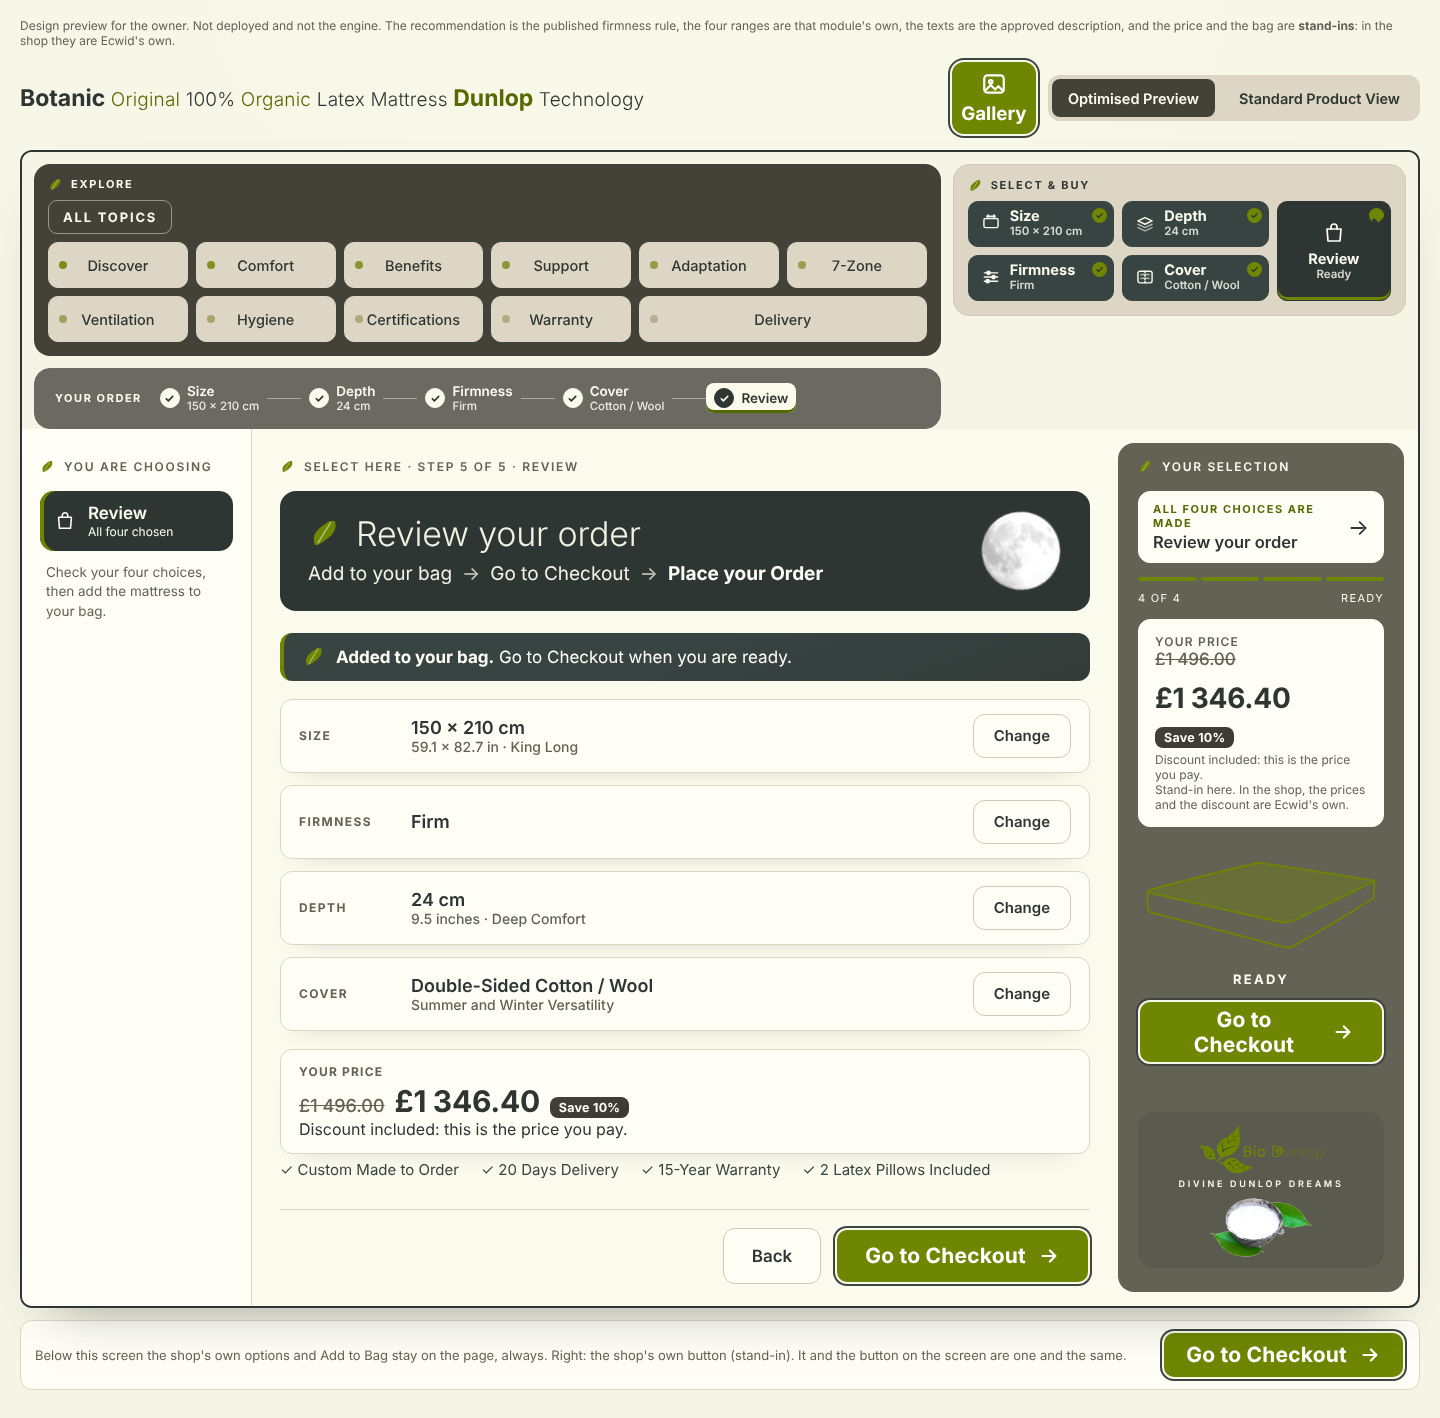 Design preview for the owner. Not deployed and not the engine. The recommendation is the published firmness rule, the four ranges are that module's own, the texts are the approved description, and the price and the bag are stand-ins: in the
shop they are Ecwid's own.
Botanic Original 100% Organic Latex Mattress Dunlop Technology
Gallery
Optimised Preview
Standard Product View
EXPLORE
ALL TOPICS
Discover
Comfort
Benefits
Support
Adaptation
7-Zone
Ventilation
Hygiene
Certifications
Warranty
Delivery
SELECT & BUY
Size
150 × 210 cm
Depth
24 cm
Firmness
Firm
Cover
Cotton / Wool
Review
Ready
YOUR ORDER
Size
150 × 210 cm
Depth
24 cm
Firmness
Firm
Cover
Cotton / Wool
Review
YOU ARE CHOOSING
Review
All four chosen
Check your four choices,
then add the mattress to
your bag.
SELECT HERE · STEP 5 OF 5 · REVIEW
Review your order
Add to your bag → Go to Checkout → Place your Order
Added to your bag. Go to Checkout when you are ready.
SIZE
150 × 210 cm
59.1 × 82.7 in · King Long
Change
FIRMNESS
Firm
Change
DEPTH
24 cm
9.5 inches · Deep Comfort
Change
COVER
Double-Sided Cotton / Wool
Summer and Winter Versatility
Change
YOUR PRICE
£1 496.00 £1 346.40 Save 10%
Discount included: this is the price you pay.
✓ Custom Made to Order ✓ 20 Days Delivery ✓ 15-Year Warranty ✓ 2 Latex Pillows Included
Back
Go to Checkout →
YOUR SELECTION
ALL FOUR CHOICES ARE
MADE
Review your order →
4 OF 4
READY
YOUR PRICE
£1 496.00
£1 346.40
Save 10%
Discount included: this is the price
you pay.
Stand-in here. In the shop, the prices
and the discount are Ecwid's own.
READY
Go to
Checkout →
Bio Dunlop
DIVINE DUNLOP DREAMS
Below this screen the shop's own options and Add to Bag stay on the page, always. Right: the shop's own button (stand-in). It and the button on the screen are one and the same.
Go to Checkout →